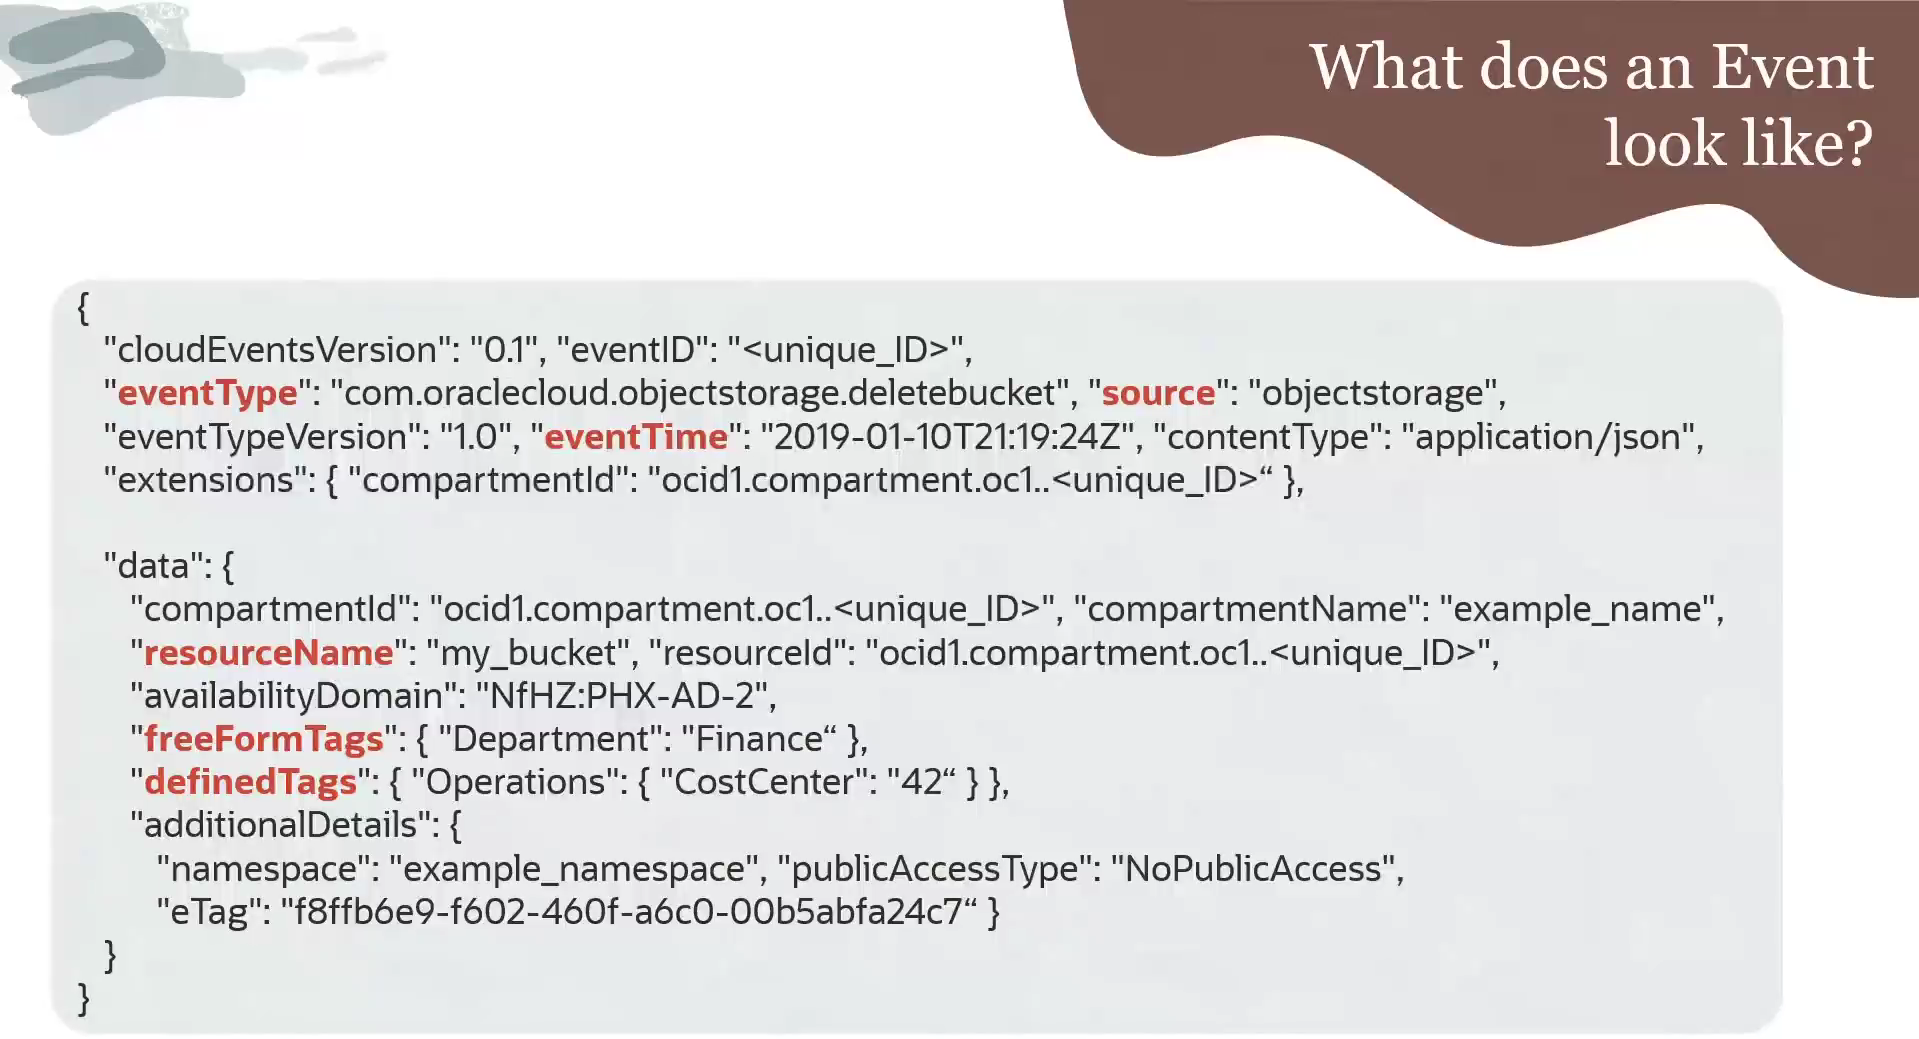 What does an Event
look like?
{
"cloudEventsVersion": "0.1", "eventID": "<unique_ID>",
"eventType": "com.oraclecloud.objectstorage.deletebucket", "source": "objectstorage",
"eventTypeVersion": "1.0", "eventTime": "2019-01-10T21:19:24Z", "contentType": "application/json",
"extensions": { "compartmentId": "ocid1.compartment.oc1..<unique_ID>“ },
"data": {
"compartmentId": "ocid1.compartment.oc1..<unique_ID>", "compartmentName": "example_name",
"resourceName": "my_bucket", "resourceId": "ocid1.compartment.oc1..<unique_ID>",
"availabilityDomain": "NfHZ:PHX-AD-2",
"freeFormTags": { "Department": "Finance“ },
"definedTags": { "Operations": { "CostCenter": "42“ } },
"additionalDetails": {
"namespace": "example_namespace", "publicAccessType": "NoPublicAccess",
"eTag": "f8ffb6e9-f602-460f-a6c0-00b5abfa24c7“ }
}
}